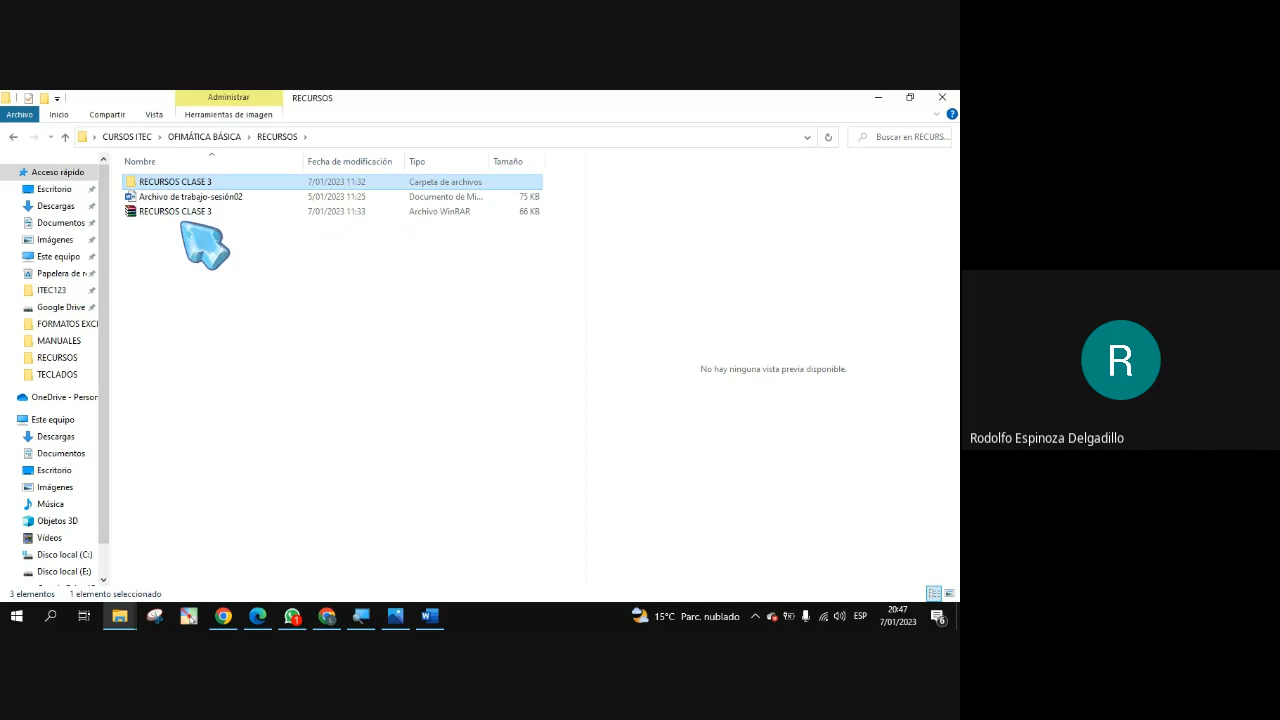 Administrar
RECURSOS
Archivo
Inicio
Compartir
Vista
Herramientas de imagen
CURSOS ITEC
OFIMÁTICA BÁSICA
RECURSOS
Buscar en RECURS...
Nombre
Fecha de modificación
Tipo
Tamaño
RECURSOS CLASE 3
7/01/2023 11:32
Carpeta de archivos
Archivo de trabajo-sesión02
5/01/2023 11:25
Documento de Mi...
75 KB
RECURSOS CLASE 3
7/01/2023 11:33
Archivo WinRAR
66 KB
Acceso rápido
Escritorio
Descargas
Documentos
Imágenes
Este equipo
Papelera de r
ITEC123
Google Drive
FORMATOS EXC
MANUALES
RECURSOS
TECLADOS
OneDrive - Person
Este equipo
Descargas
Documentos
Escritorio
Imágenes
Música
Objetos 3D
Vídeos
Disco local (C:)
Disco local (E:)
No hay ninguna vista previa disponible.
3 elementos
1 elemento seleccionado
15°C Parc. nublado
ESP
20:47
7/01/2023
6
R
Rodolfo Espinoza Delgadillo